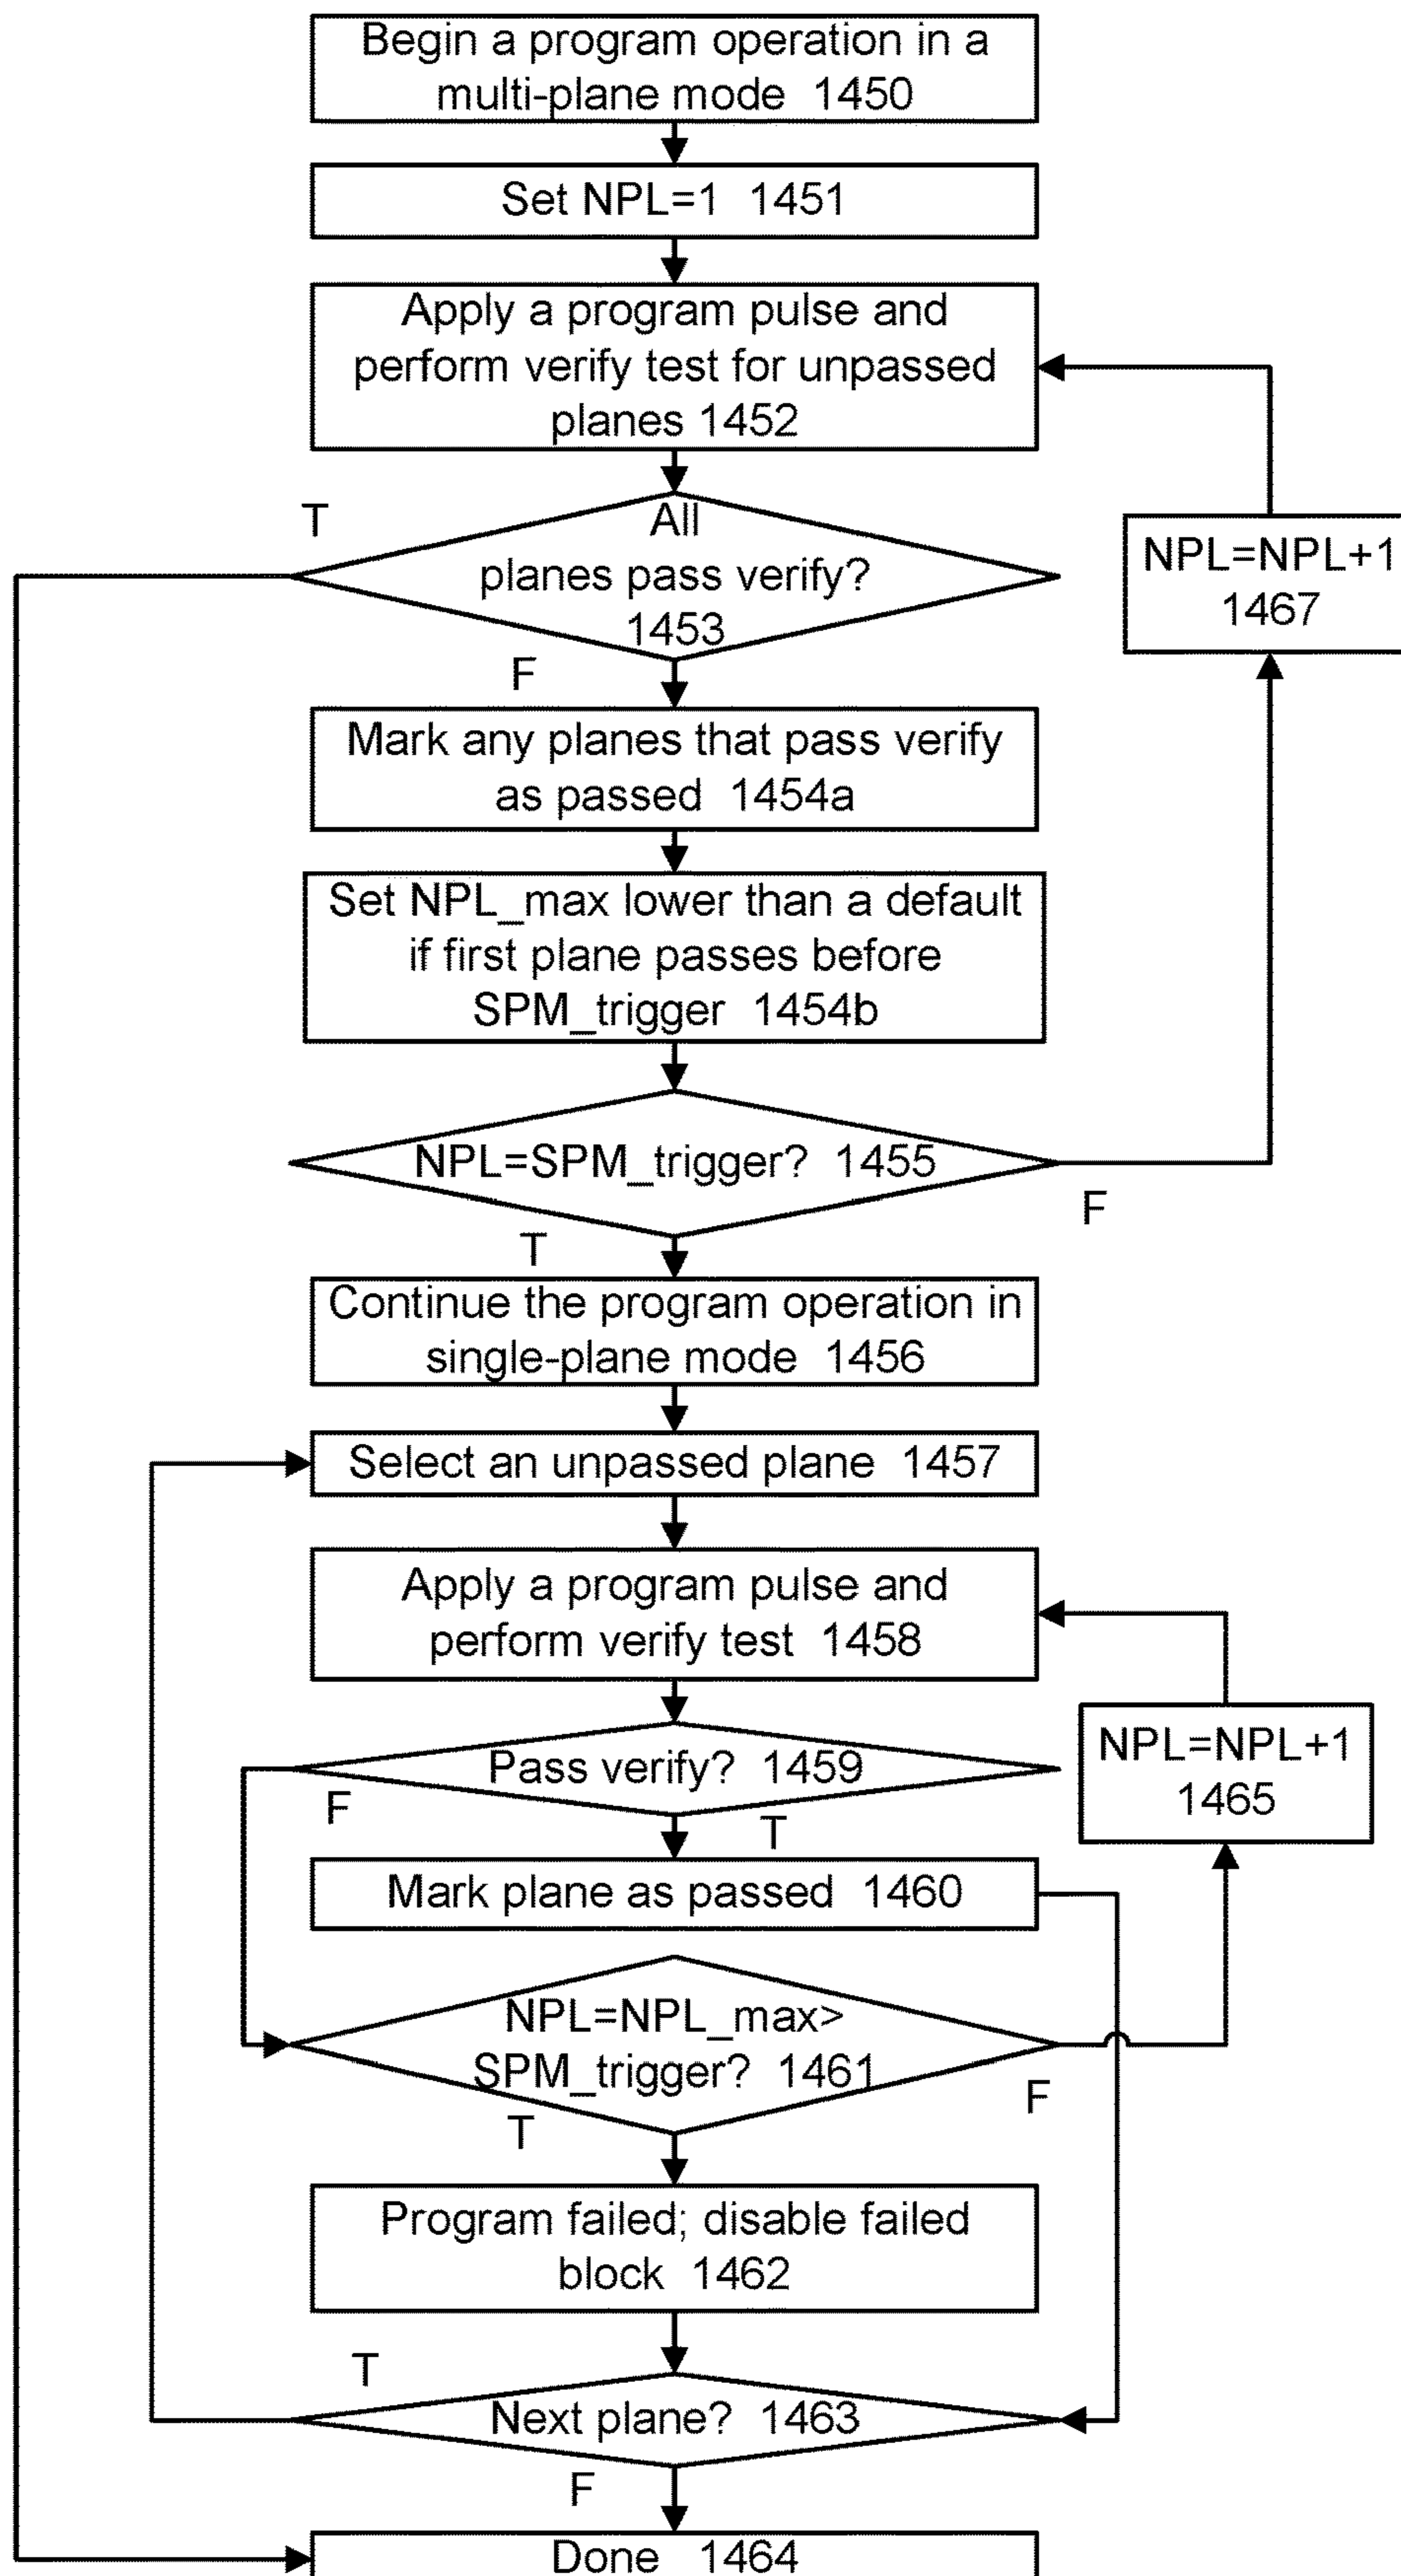 Begin a program operation in a
multi-plane mode 1450
Set NPL=1 1451
Apply a program pulse and
perform verify test for unpassed
planes 1452
T
All
planes pass verify?
1453
NPL=NPL+1
1467
F
Mark any planes that pass verify
as passed 1454a
Set NPL_max lower than a default
if first plane passes before
SPM_trigger 1454b
NPL=SPM_trigger? 1455
F
T
Continue the program operation in
single-plane mode 1456
Select an unpassed plane 1457
Apply a program pulse and
perform verify test 1458
Pass verify? 1459
NPL=NPL+1
1465
F
T
Mark plane as passed 1460
NPL=NPL_max>
SPM_trigger? 1461
F
T
Program failed; disable failed
block 1462
T
Next plane? 1463
F
Done 1464